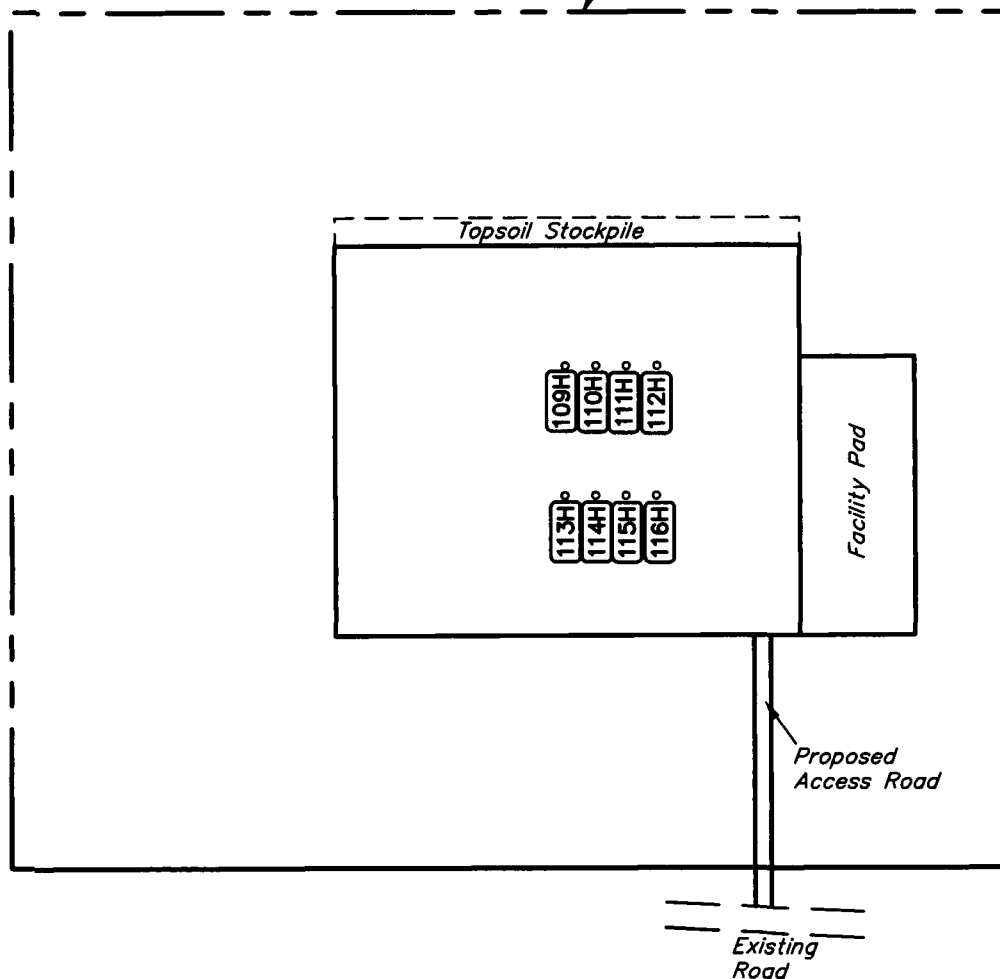 Topsoil Stockpile
109H
110H
111H
112H
113H
114H
115H
116H
Facility Pad
Proposed
Access Road
Existing
Road